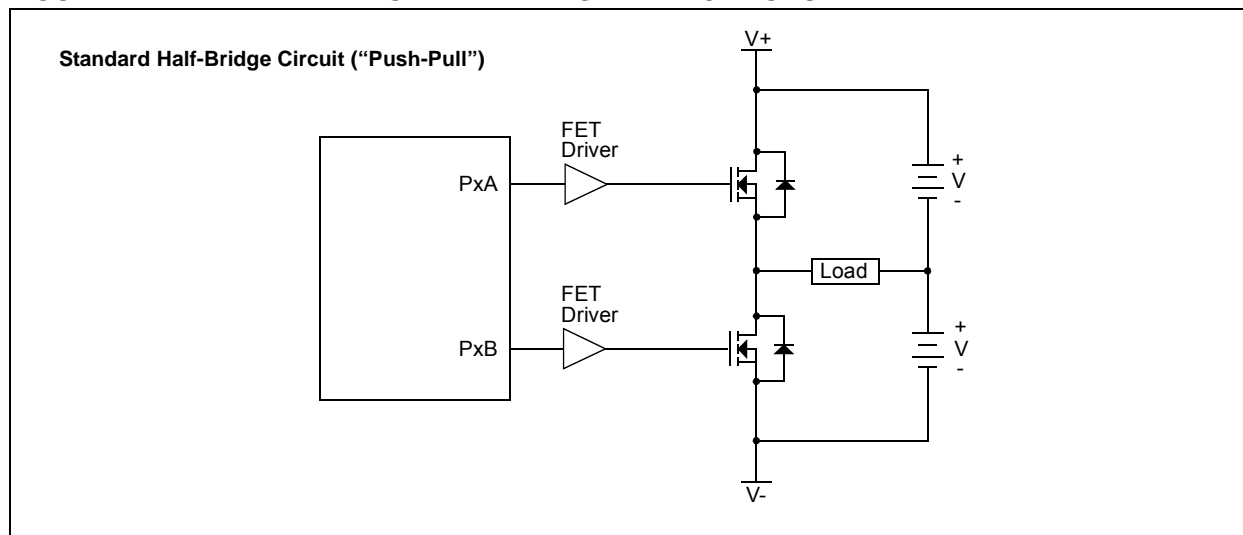 Standard Half-Bridge Circuit (“Push-Pull”)
V+
FET
Driver
PxA
+
V
-
Load
FET
Driver
PxB
+
V
-
V-